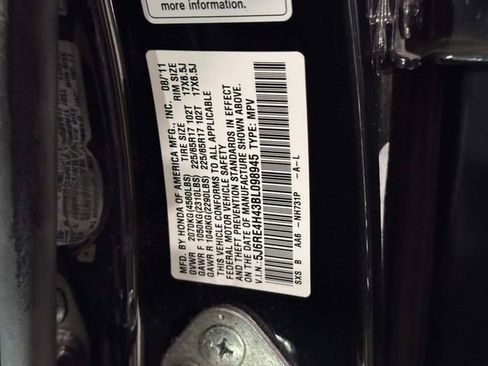 more information.
MFD. BY HONDA OF AMERICA MFG., INC. 08/'11
TIRE SIZE RIM SIZE
GVWR 2070KG(4560LBS) 225/65R17 102T 17X6.5J
GAWR F 1050KG(2310LBS) 225/65R17 102T 17X6.5J
GAWR R 1040KG(2290LBS)
THIS VEHICLE CONFORMS TO ALL APPLICABLE
FEDERAL MOTOR VEHICLE SAFETY
AND THEFT PREVENTION STANDARDS IN EFFECT
ON THE DATE OF MANUFACTURE SHOWN ABOVE.
V.I.N.: 5J6RE4H43BL098945 TYPE: MPV
SXS B AA6 -NH731P -A-L